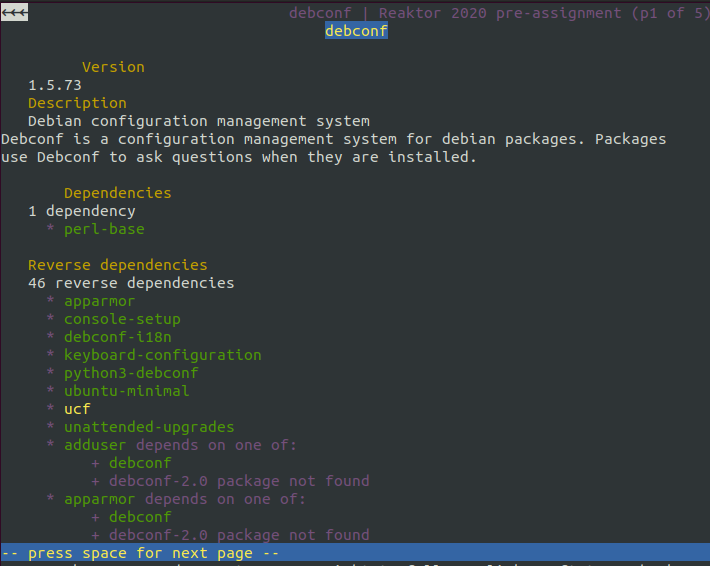 ←←← debconf | Reaktor 2020 pre-assignment (p1 of 5)
debconf
Version
1.5.73
Description
Debian configuration management system
Debconf is a configuration management system for debian packages. Packages
use Debconf to ask questions when they are installed.
Dependencies
1 dependency
* perl-base
Reverse dependencies
46 reverse dependencies
* apparmor
* console-setup
* debconf-i18n
* keyboard-configuration
* python3-debconf
* ubuntu-minimal
* ucf
* unattended-upgrades
* adduser depends on one of:
+ debconf
+ debconf-2.0 package not found
* apparmor depends on one of:
+ debconf
+ debconf-2.0 package not found
-- press space for next page --